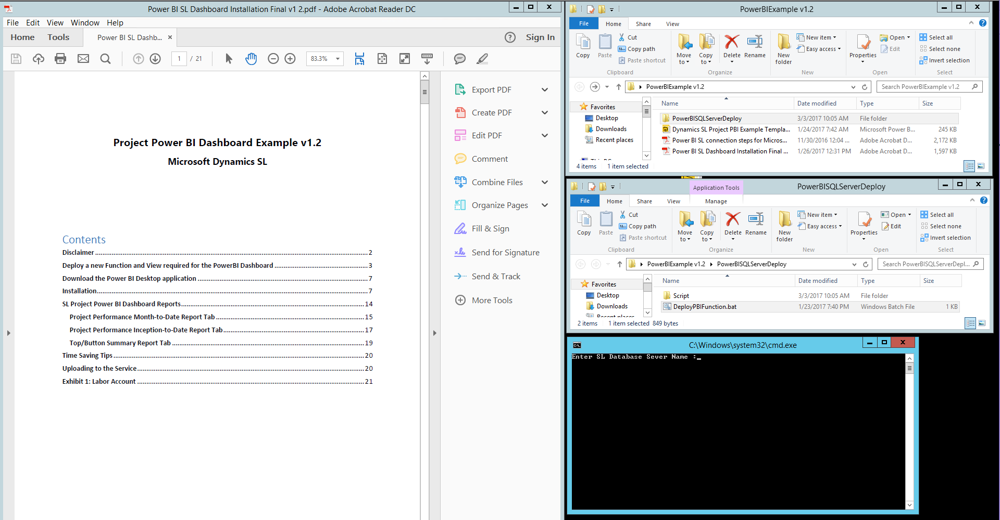 Power BI SL Dashboard Installation Final v1 2.pdf - Adobe Acrobat Reader DC
File Edit View Window Help
Home Tools Power BI SL Dashb... × ? Sign In
1 / 21 83.3%
Project Power BI Dashboard Example v1.2
Microsoft Dynamics SL
Contents
Disclaimer 2
Deploy a new Function and View required for the PowerBI Dashboard 3
Download the Power BI Desktop application 7
Installation 7
SL Project Power BI Dashboard Reports 14
Project Performance Month-to-Date Report Tab 15
Project Performance Inception-to-Date Report Tab 17
Top/Button Summary Report Tab 19
Time Saving Tips 20
Uploading to the Service 20
Exhibit 1: Labor Account 21
Export PDF
Create PDF
Edit PDF
Comment
Combine Files
Organize Pages
Fill & Sign
Send for Signature
Send & Track
More Tools
PowerBIExample v1.2
File Home Share View
Copy
Paste
Cut
Copy path
Paste shortcut
Clipboard
Move to
Copy to
Delete
Rename
Organize
New folder
New item
Easy access
New
Properties
Open
Edit
Open
Select all
Select none
Invert selection
Select
PowerBIExample v1.2
Search PowerBIExample v1.2
Favorites
Desktop
Downloads
Recent places
Name Date modified Type Size
PowerBISQLServerDeploy 3/3/2017 10:05 AM File folder
Dynamics SL Project PBI Example Templa... 1/24/2017 7:42 AM Microsoft Power B... 245 KB
Power BI SL connection steps for Micros... 11/30/2016 12:04 ... Adobe Acrobat D... 2,172 KB
Power BI SL Dashboard Installation Final ... 1/26/2017 12:31 PM Adobe Acrobat D... 1,597 KB
4 items 1 item selected
Application Tools
PowerBISQLServerDeploy
File Home Share View Manage
Copy
Paste
Cut
Copy path
Paste shortcut
Clipboard
Move to
Copy to
Delete
Rename
Organize
New folder
New item
Easy access
New
Properties
Open
Edit
Open
Select all
Select none
Invert selection
Select
PowerBIExample v1.2 PowerBISQLServerDeploy
Search PowerBISQLServerDepl...
Favorites
Desktop
Downloads
Recent places
Name Date modified Type Size
Script 3/3/2017 10:05 AM File folder
DeployPBIFunction.bat 1/23/2017 7:40 PM Windows Batch File 1 KB
2 items 1 item selected 849 bytes
C:\Windows\system32\cmd.exe
Enter SL Database Sever Name :_